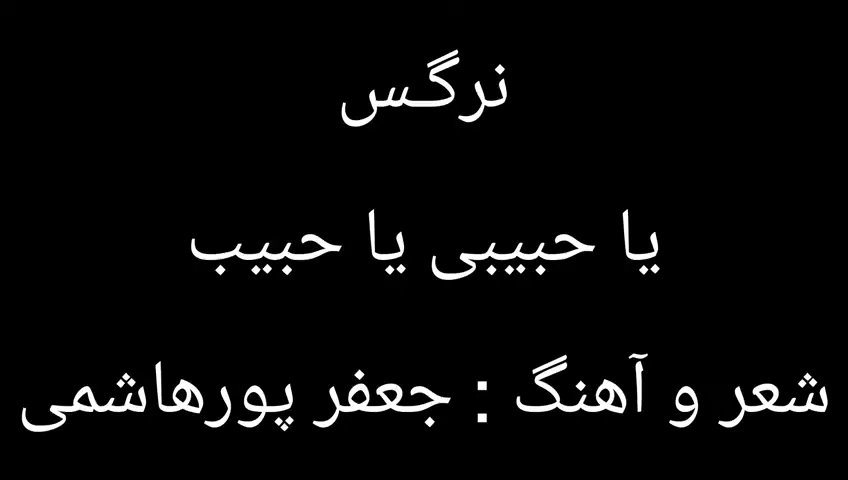 نرگس
یا حبیبی یا حبیب
شعر و آهنگ : جعفر پورهاشمی